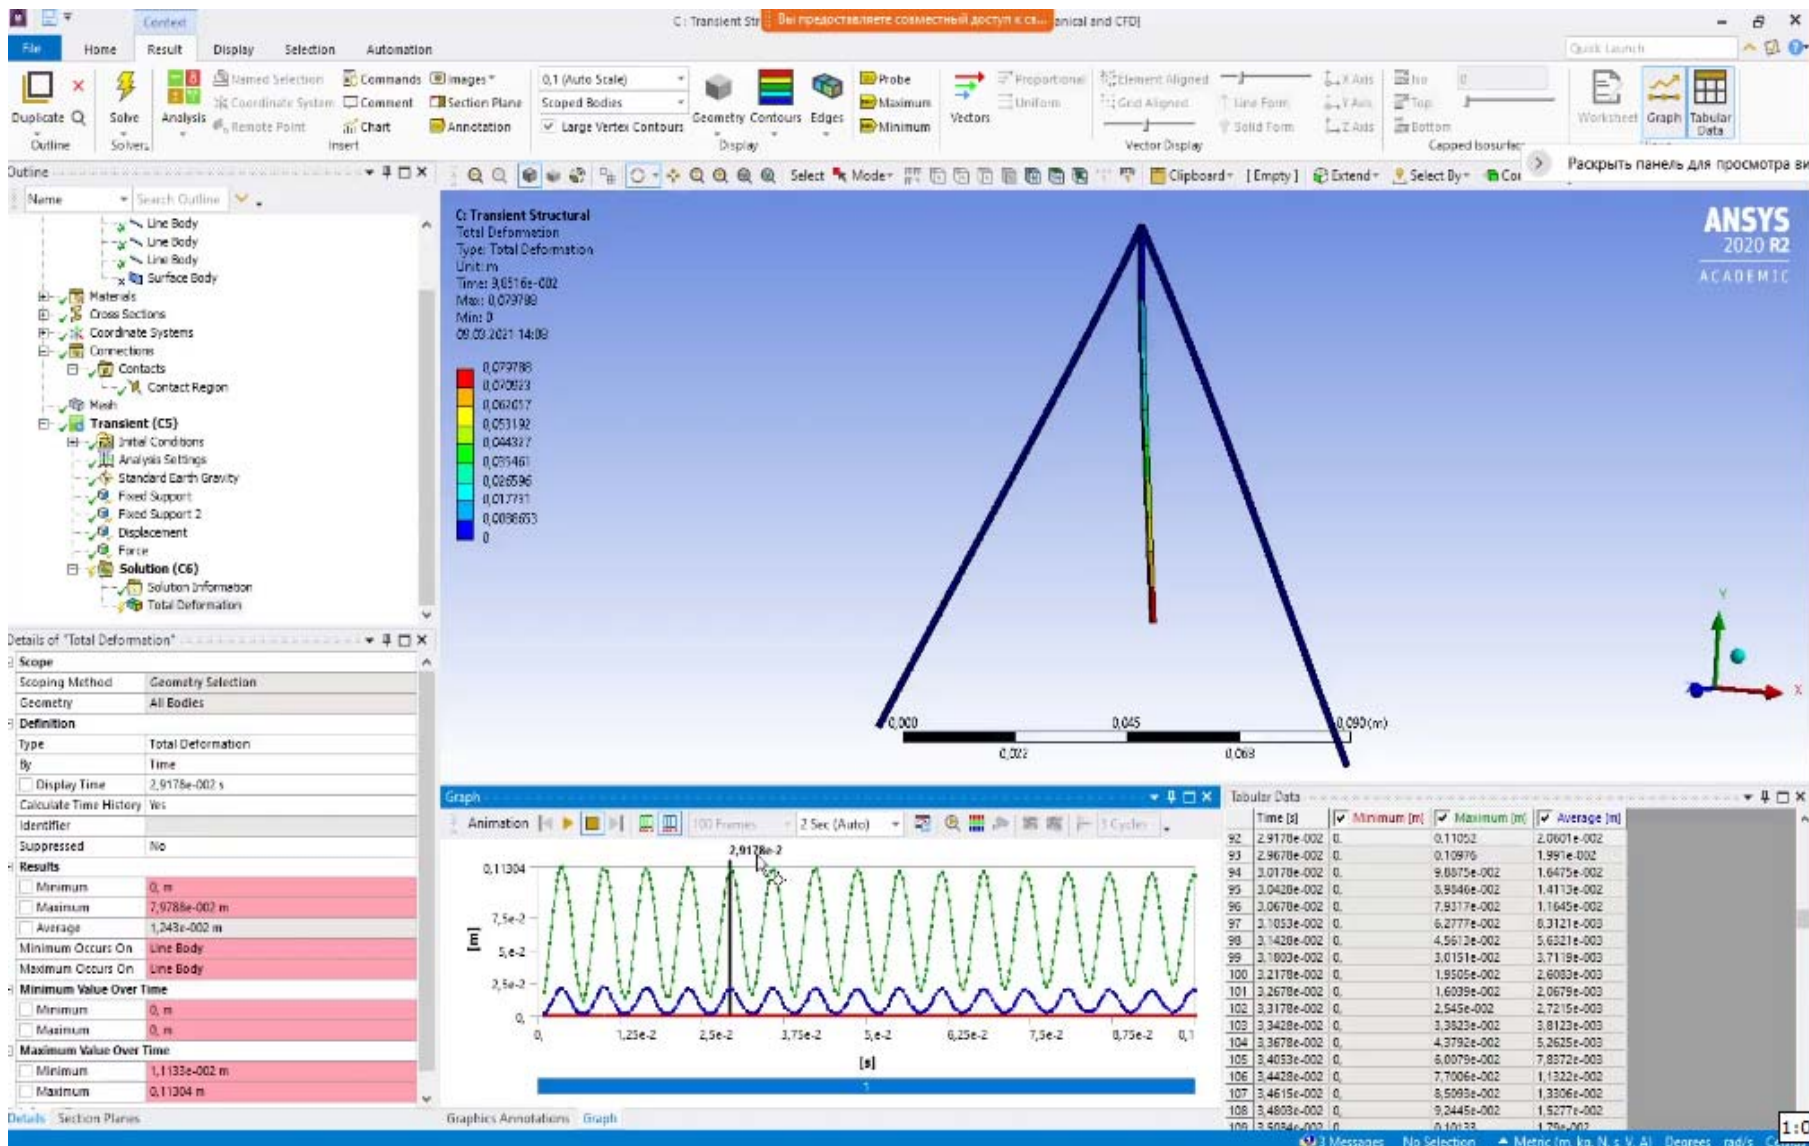 Context
C : Transient Str
Вы предоставляете совместный доступ к св...
anical and CFD]
File Home Result Display Selection Automation
Quick Launch
Duplicate
Outline
Solve
Solvers
Analysis
Named Selection
Coordinate System
Remote Point
Commands
Comment
Chart
Images
Section Plane
Annotation
Insert
0,1 (Auto Scale)
Scoped Bodies
Large Vertex Contours
Geometry Contours Edges
Probe
Maximum
Minimum
Display
Vectors
Proportional
Uniform
Element Aligned
Grid Aligned
Line Form
Solid Form
X Axis
Y Axis
Z Axis
Vector Display
Iso
0
Top
Bottom
Capped Isosurfac
Worksheet Graph Tabular
Data
Раскрыть панель для просмотра ви
Outline
Name
Search Outline
Select Mode Clipboard [Empty] Extend Select By
Line Body
Line Body
Line Body
Surface Body
Materials
Cross Sections
Coordinate Systems
Connections
Contacts
Contact Region
Mesh
Transient (C5)
Initial Conditions
Analysis Settings
Standard Earth Gravity
Fixed Support
Fixed Support 2
Displacement
Force
Solution (C6)
Solution Information
Total Deformation
C: Transient Structural
Total Deformation
Type: Total Deformation
Unit: m
Time: 9,8516e-002
Max: 0,079788
Min: 0
09.03.2021 14:08
0,079788
0,070923
0,062057
0,053192
0,044327
0,035461
0,026596
0,017731
0,0088653
0
ANSYS
2020 R2
ACADEMIC
0,000 0,045 0,090 (m)
0,022 0,068
Y
X
Z
Details of "Total Deformation"
Scope
Scoping Method Geometry Selection
Geometry All Bodies
Definition
Type Total Deformation
By Time
Display Time 2,9178e-002 s
Calculate Time History Yes
Identifier
Suppressed No
Results
Minimum 0, m
Maximum 7,9788e-002 m
Average 1,243e-002 m
Minimum Occurs On Line Body
Maximum Occurs On Line Body
Minimum Value Over Time
Minimum 0, m
Maximum 0, m
Maximum Value Over Time
Minimum 1,1133e-002 m
Maximum 0,11304 m
Details Section Planes
Graph
Animation 100 Frames 2 Sec (Auto) 3 Cycles
2,9178e-2
0,11304
7,5e-2
5,e-2
2,5e-2
0,
[m]
0, 1,25e-2 2,5e-2 3,75e-2 5,e-2 6,25e-2 7,5e-2 8,75e-2 0,1
[s]
1
Graphics Annotations Graph
Tabular Data
Time [s] Minimum [m] Maximum [m] Average [m]
92 2,9178e-002 0, 0,11052 2,0601e-002
93 2,9678e-002 0, 0,10976 1,991e-002
94 3,0178e-002 0, 9,8875e-002 1,6475e-002
95 3,0428e-002 0, 8,9846e-002 1,4113e-002
96 3,0678e-002 0, 7,9317e-002 1,1645e-002
97 3,1053e-002 0, 6,2777e-002 8,3121e-003
98 3,1428e-002 0, 4,5613e-002 5,6321e-003
99 3,1803e-002 0, 3,0151e-002 3,7119e-003
100 3,2178e-002 0, 1,9505e-002 2,6083e-003
101 3,2678e-002 0, 1,6039e-002 2,0679e-003
102 3,3178e-002 0, 2,545e-002 2,7215e-003
103 3,3428e-002 0, 3,3823e-002 3,8123e-003
104 3,3678e-002 0, 4,3792e-002 5,2625e-003
105 3,4053e-002 0, 6,0079e-002 7,8372e-003
106 3,4428e-002 0, 7,7006e-002 1,1322e-002
107 3,4615e-002 0, 8,5093e-002 1,3306e-002
108 3,4803e-002 0, 9,2445e-002 1,5277e-002
109 3,5084e-002 0, 0,10133 1,79e-002
3 Messages No Selection Metric (m, kg, N, s, V, A) Degrees rad/s
1:0